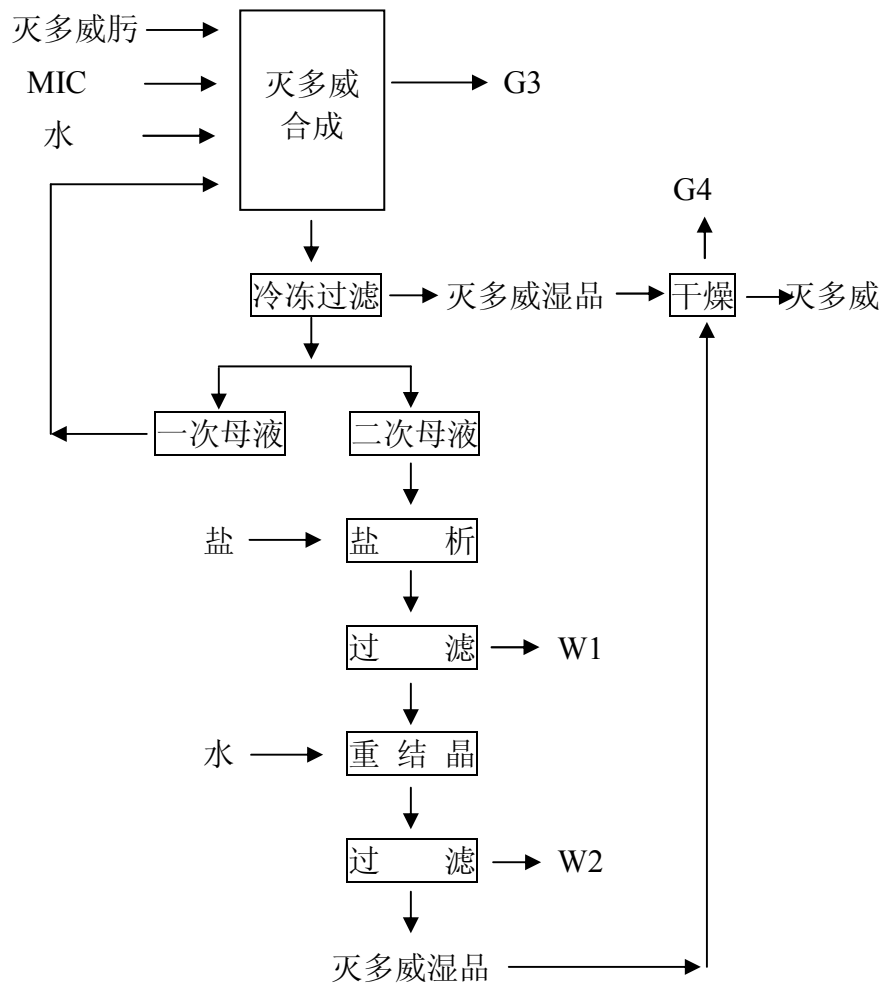 灭多威肟
MIC
水
灭多威
合成
G3
G4
冷冻过滤
灭多威湿品
干燥
灭多威
一次母液
二次母液
盐
盐 析
过 滤
W1
水
重 结 晶
过 滤
W2
灭多威湿品